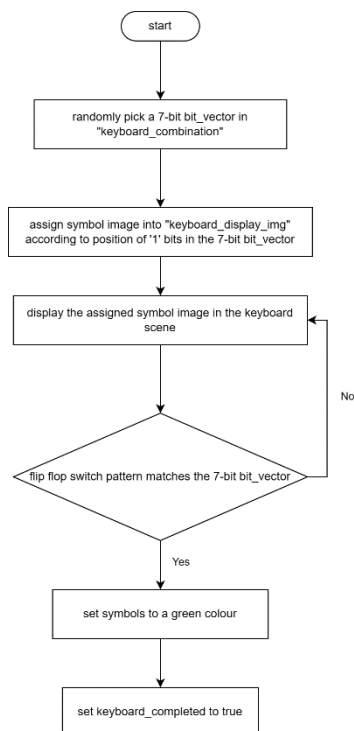 start
randomly pick a 7-bit bit_vector in
"keyboard_combination"
assign symbol image into "keyboard_display_img"
according to position of '1' bits in the 7-bit bit_vector
display the assigned symbol image in the keyboard
scene
No
flip flop switch pattern matches the 7-bit bit_vector
Yes
set symbols to a green colour
set keyboard_completed to true